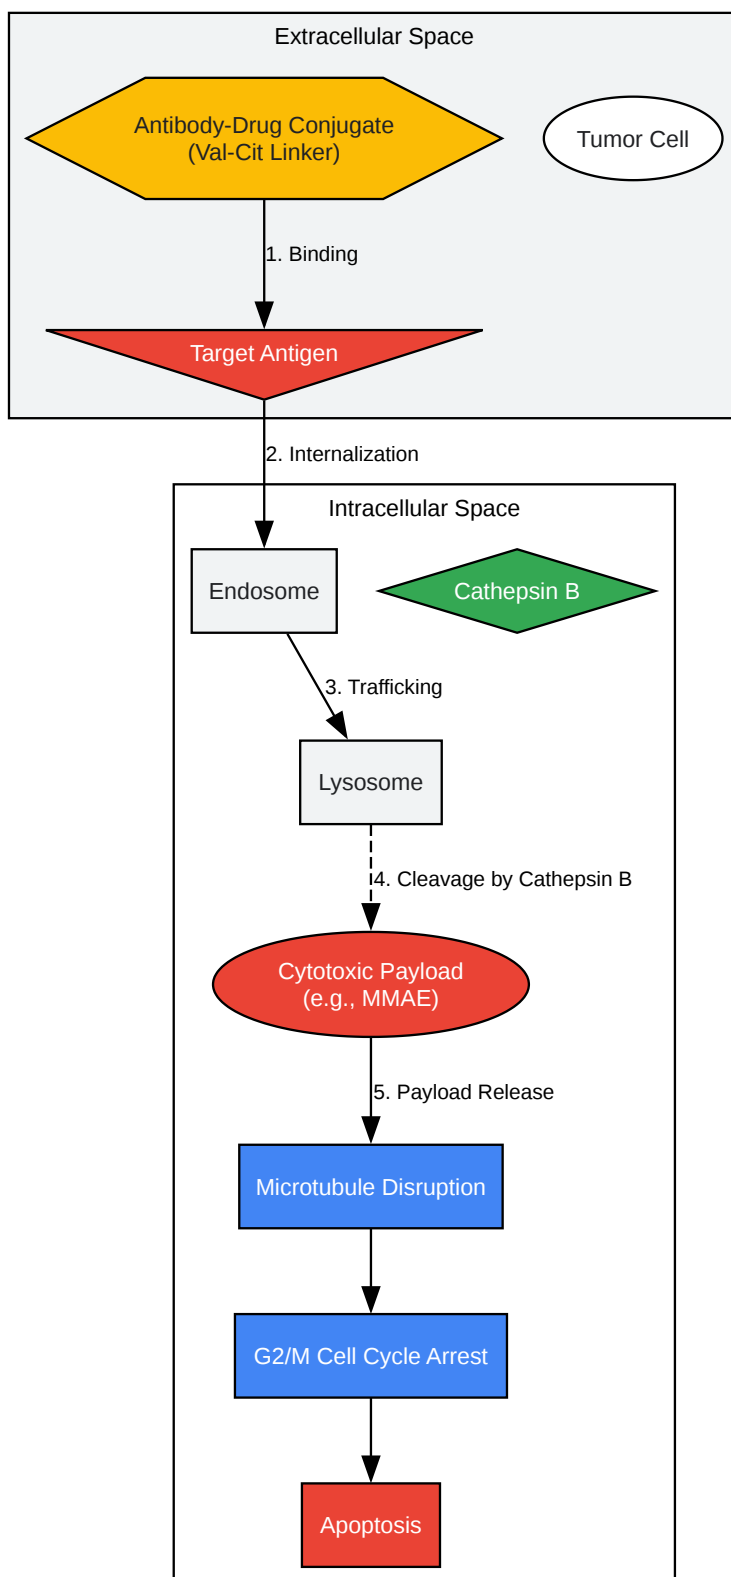 Extracellular Space
Antibody-Drug Conjugate
(Val-Cit Linker)
Tumor Cell
1. Binding
Target Antigen
2. Internalization
Intracellular Space
Endosome
Cathepsin B
3. Trafficking
Lysosome
4. Cleavage by Cathepsin B
Cytotoxic Payload
(e.g., MMAE)
5. Payload Release
Microtubule Disruption
G2/M Cell Cycle Arrest
Apoptosis